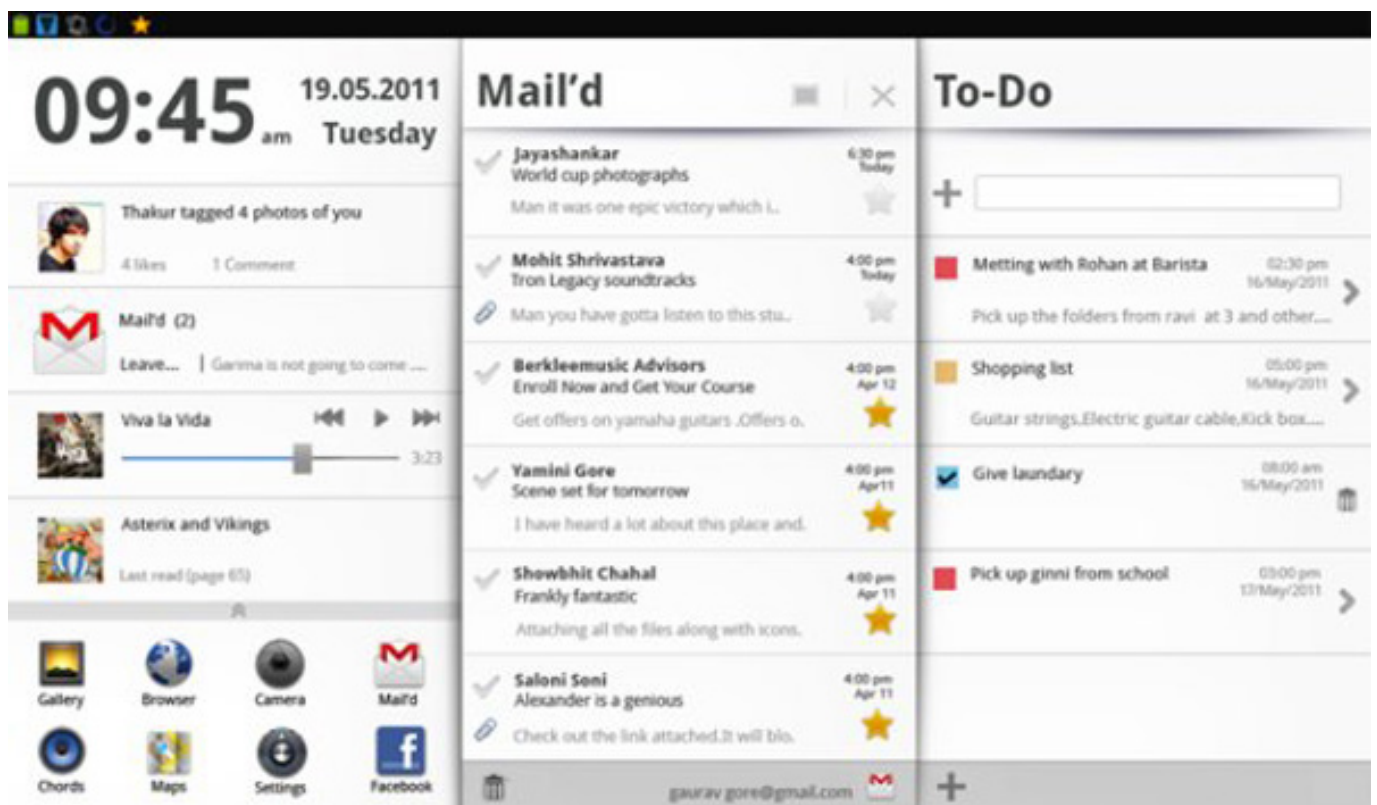 09:45 am
19.05.2011
Tuesday
Thakur tagged 4 photos of you
4 likes 1 Comment
Mail'd (2)
Leave... | Garima is not going to come ....
Viva la Vida
3:23
Asterix and Vikings
Last read (page 65)
Gallery Browser Camera Mail'd
Chords Maps Settings Facebook
Mail'd
Jayashankar 6:30 pm
World cup photographs Today
Man it was one epic victory which i..
Mohit Shrivastava 4:00 pm
Tron Legacy soundtracks Today
Man you have gotta listen to this stu..
Berkleemusic Advisors 4:00 pm
Enroll Now and Get Your Course Apr 12
Get offers on yamaha guitars .Offers o.
Yamini Gore 4:00 pm
Scene set for tomorrow Apr11
I have heard a lot about this place and.
Showbhit Chahal 4:00 pm
Frankly fantastic Apr 11
Attaching all the files along with icons.
Saloni Soni 4:00 pm
Alexander is a genious Apr 11
Check out the link attached.It will blo.
gaurav.gore@gmail.com
To-Do
Metting with Rohan at Barista 02:30 pm
16/May/2011
Pick up the folders from ravi at 3 and other....
Shopping list 05:00 pm
16/May/2011
Guitar strings,Electric guitar cable,Kick box....
Give laundary 08:00 am
16/May/2011
Pick up ginni from school 03:00 pm
17/May/2011